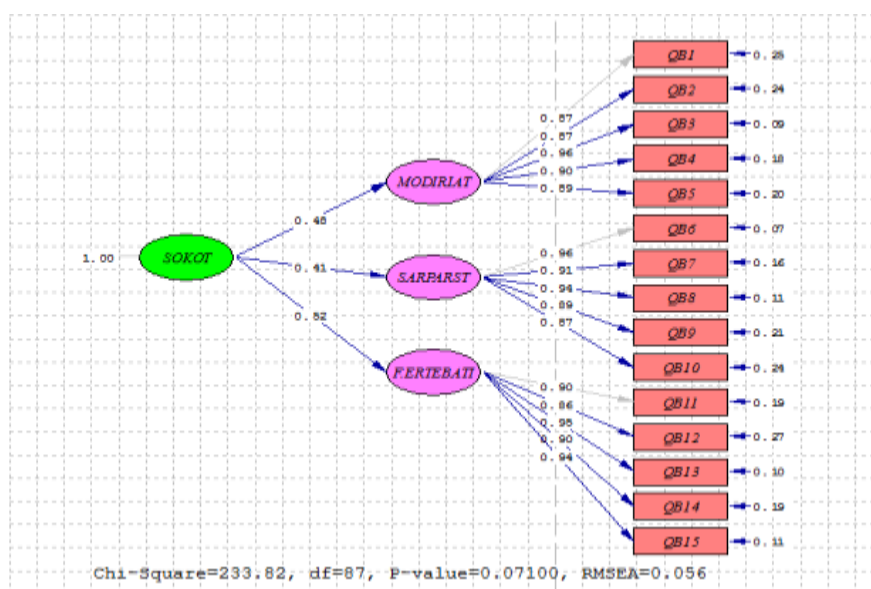 QB1
0.25
QB2
0.24
0.87
QB3
0.09
0.87
0.96
QB4
0.18
MODIRIAT
0.90
0.89
QB5
0.20
0.48
QB6
0.07
1.00
SOKOT
0.96
QB7
0.16
0.41
SARPARST
0.91
0.94
QB8
0.11
0.89
0.52
0.87
QB9
0.21
QB10
0.24
F.ERTEBATI
0.90
QB11
0.19
0.86
0.95
QB12
0.27
0.90
0.94
QB13
0.10
QB14
0.19
QB15
0.11
Chi-Square=233.82, df=87, P-value=0.07100, RMSEA=0.056